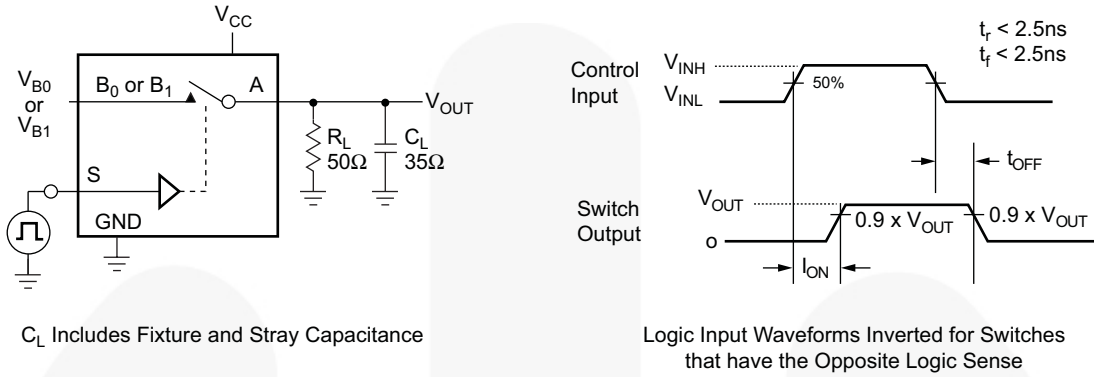 V_CC
V_B0
or
V_B1
B_0 or B_1
A
V_OUT
R_L
50Ω
C_L
35Ω
S
GND
C_L Includes Fixture and Stray Capacitance
t_r < 2.5ns
t_f < 2.5ns
Control
Input
V_INH
V_INL
50%
t_OFF
Switch
Output
V_OUT
o
0.9 x V_OUT
0.9 x V_OUT
I_ON
Logic Input Waveforms Inverted for Switches
that have the Opposite Logic Sense